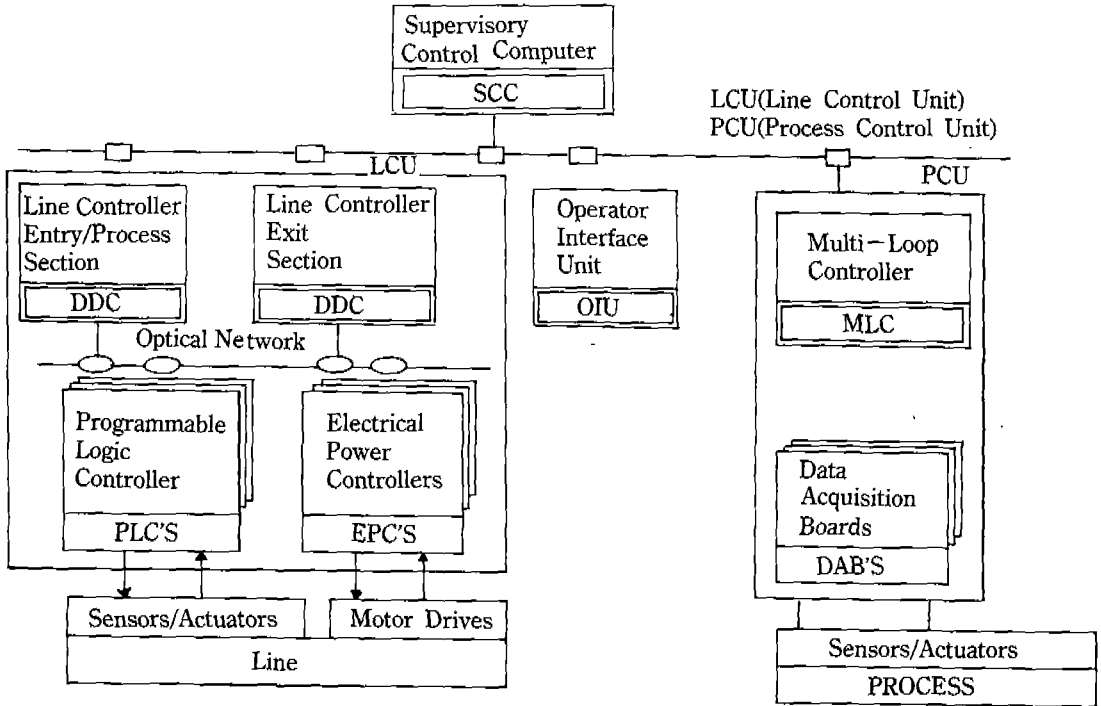 Supervisory
Control Computer
SCC
LCU(Line Control Unit)
PCU(Process Control Unit)
LCU
PCU
Line Controller
Entry/Process
Section
DDC
Line Controller
Exit
Section
DDC
Operator
Interface
Unit
OIU
Multi-Loop
Controller
MLC
Optical Network
Programmable
Logic
Controller
PLC'S
Electrical
Power
Controllers
EPC'S
Data
Acquisition
Boards
DAB'S
Sensors/Actuators
Motor Drives
Line
Sensors/Actuators
PROCESS